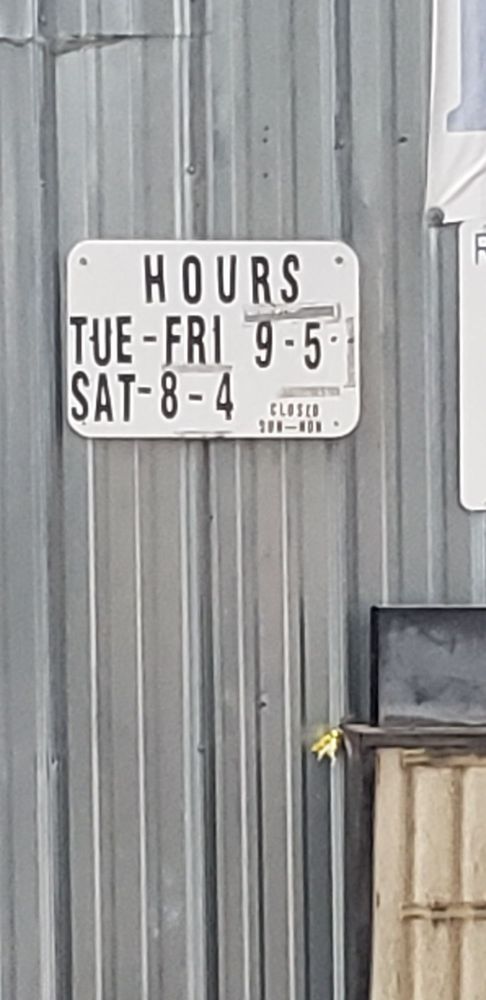 HOURS
TUE-FRI 9-5
SAT-8-4
CLOSED
SUN-MON
R